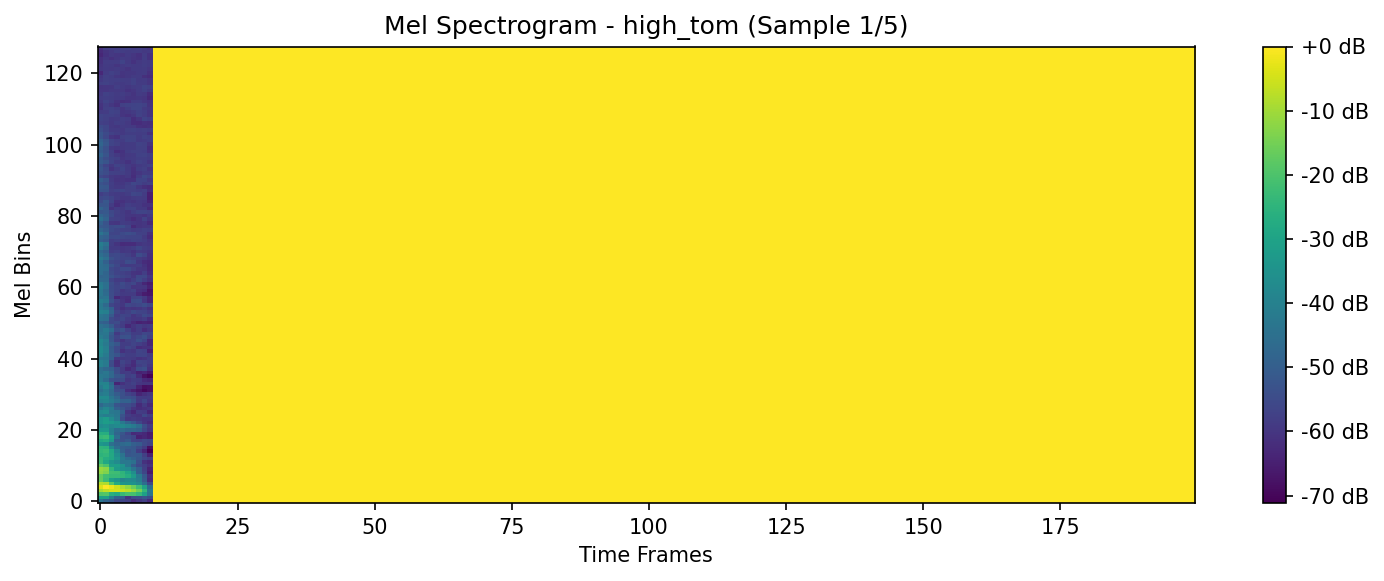 Mel Spectrogram - high_tom (Sample 1/5)
Mel Bins
120
100
80
60
40
20
0
0 25 50 75 100 125 150 175
Time Frames
+0 dB
-10 dB
-20 dB
-30 dB
-40 dB
-50 dB
-60 dB
-70 dB